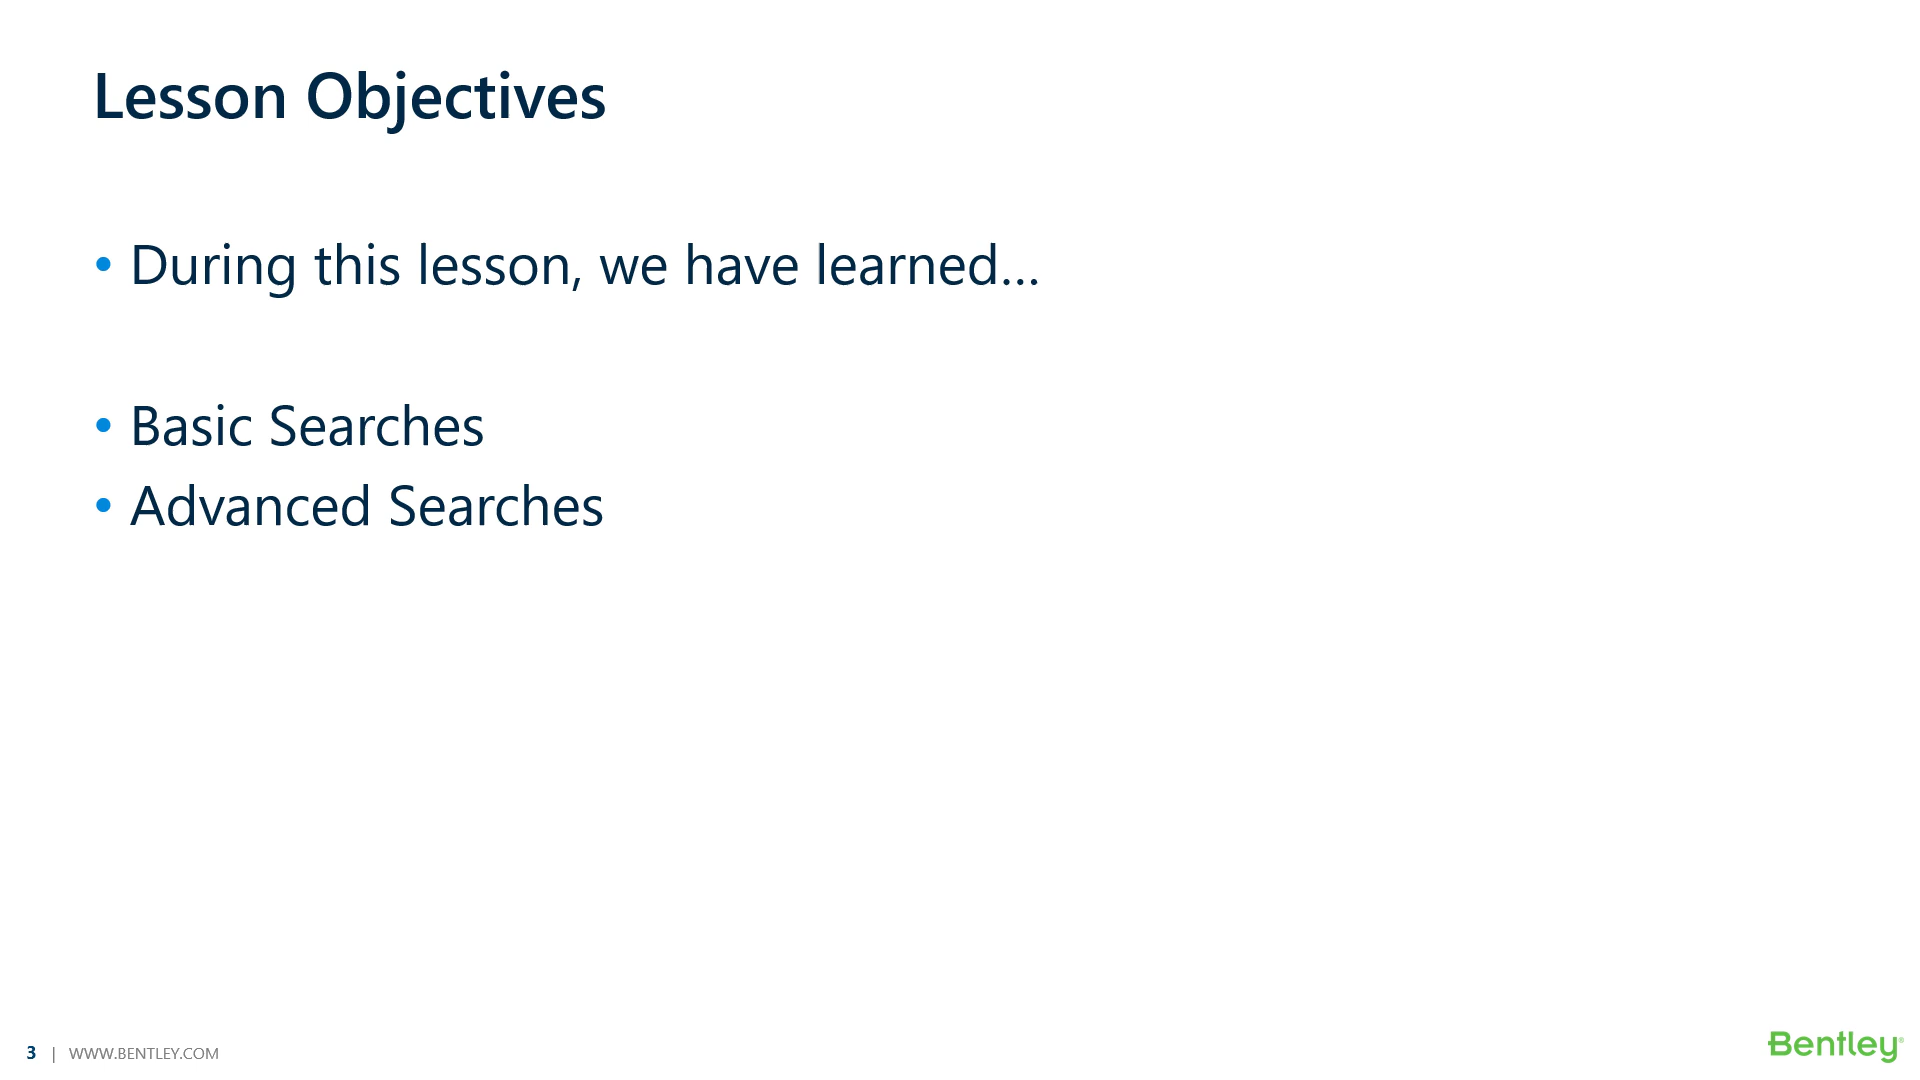 Lesson Objectives
• During this lesson, we have learned...
• Basic Searches
• Advanced Searches
3 | WWW.BENTLEY.COM
Bentley®